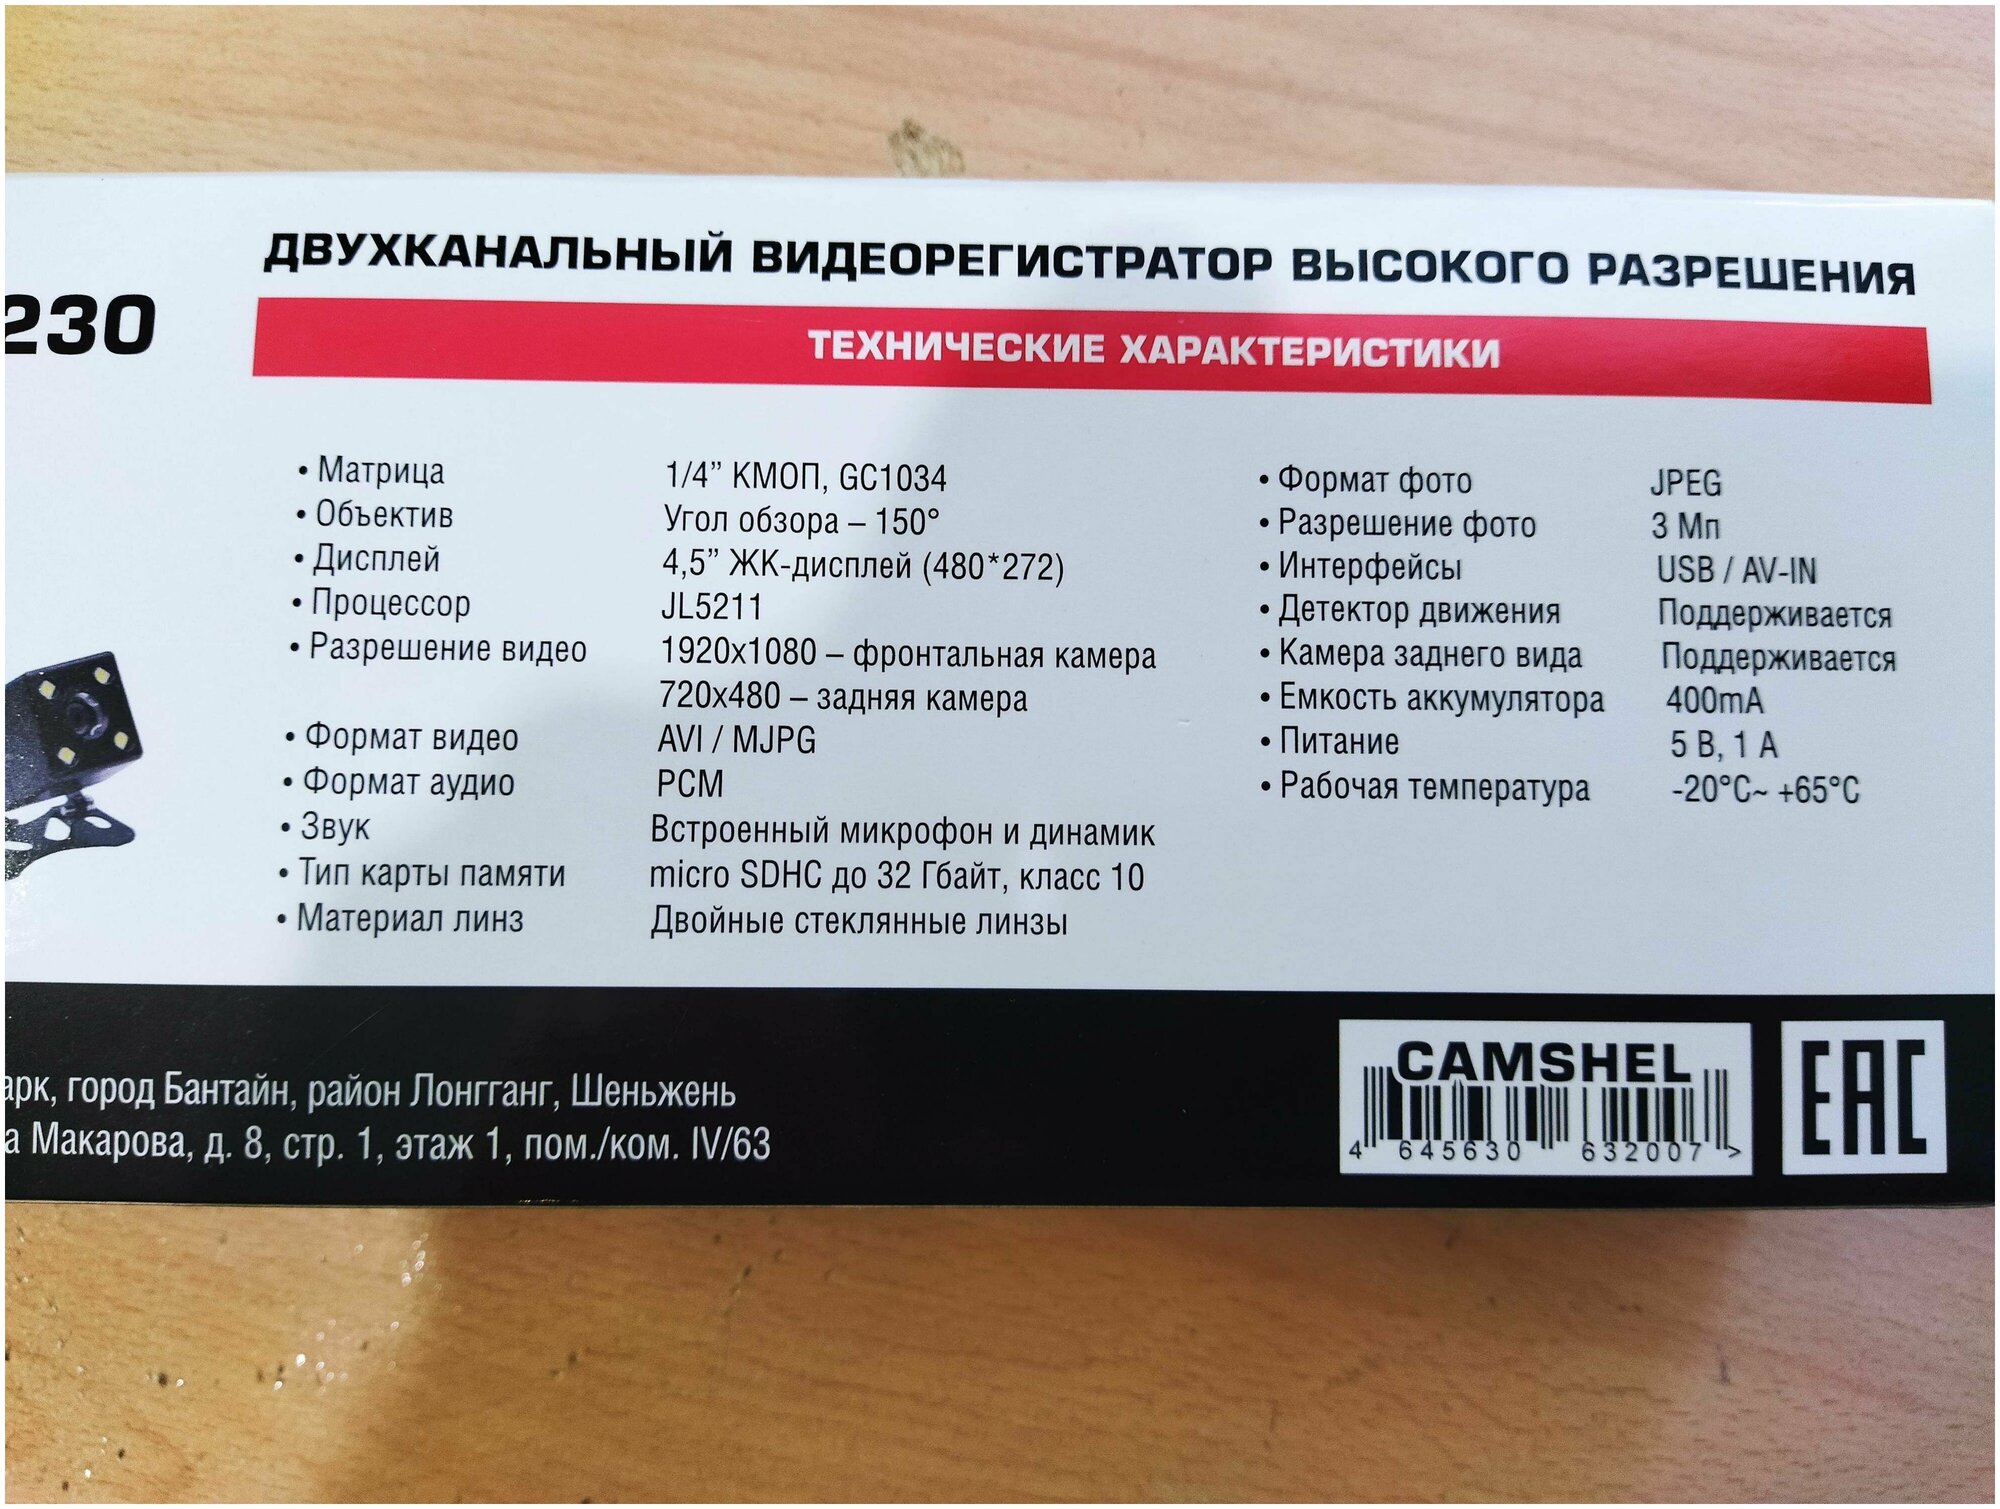 ДВУХКАНАЛЬНЫЙ ВИДЕОРЕГИСТРАТОР ВЫСОКОГО РАЗРЕШЕНИЯ
230
ТЕХНИЧЕСКИЕ ХАРАКТЕРИСТИКИ
• Матрица 1/4” КМОП, GC1034
• Объектив Угол обзора – 150°
• Дисплей 4,5” ЖК-дисплей (480*272)
• Процессор JL5211
• Разрешение видео 1920x1080 – фронтальная камера
720x480 – задняя камера
• Формат видео AVI / MJPG
• Формат аудио PCM
• Звук Встроенный микрофон и динамик
• Тип карты памяти micro SDHC до 32 Гбайт, класс 10
• Материал линз Двойные стеклянные линзы
• Формат фото JPEG
• Разрешение фото 3 Мп
• Интерфейсы USB / AV-IN
• Детектор движения Поддерживается
• Камера заднего вида Поддерживается
• Емкость аккумулятора 400mA
• Питание 5 В, 1 А
• Рабочая температура -20°C~ +65°C
арк, город Бантайн, район Лонгганг, Шеньжень
а Макарова, д. 8, стр. 1, этаж 1, пом./ком. IV/63
CAMSHEL
4 645630 632007 >
EAC